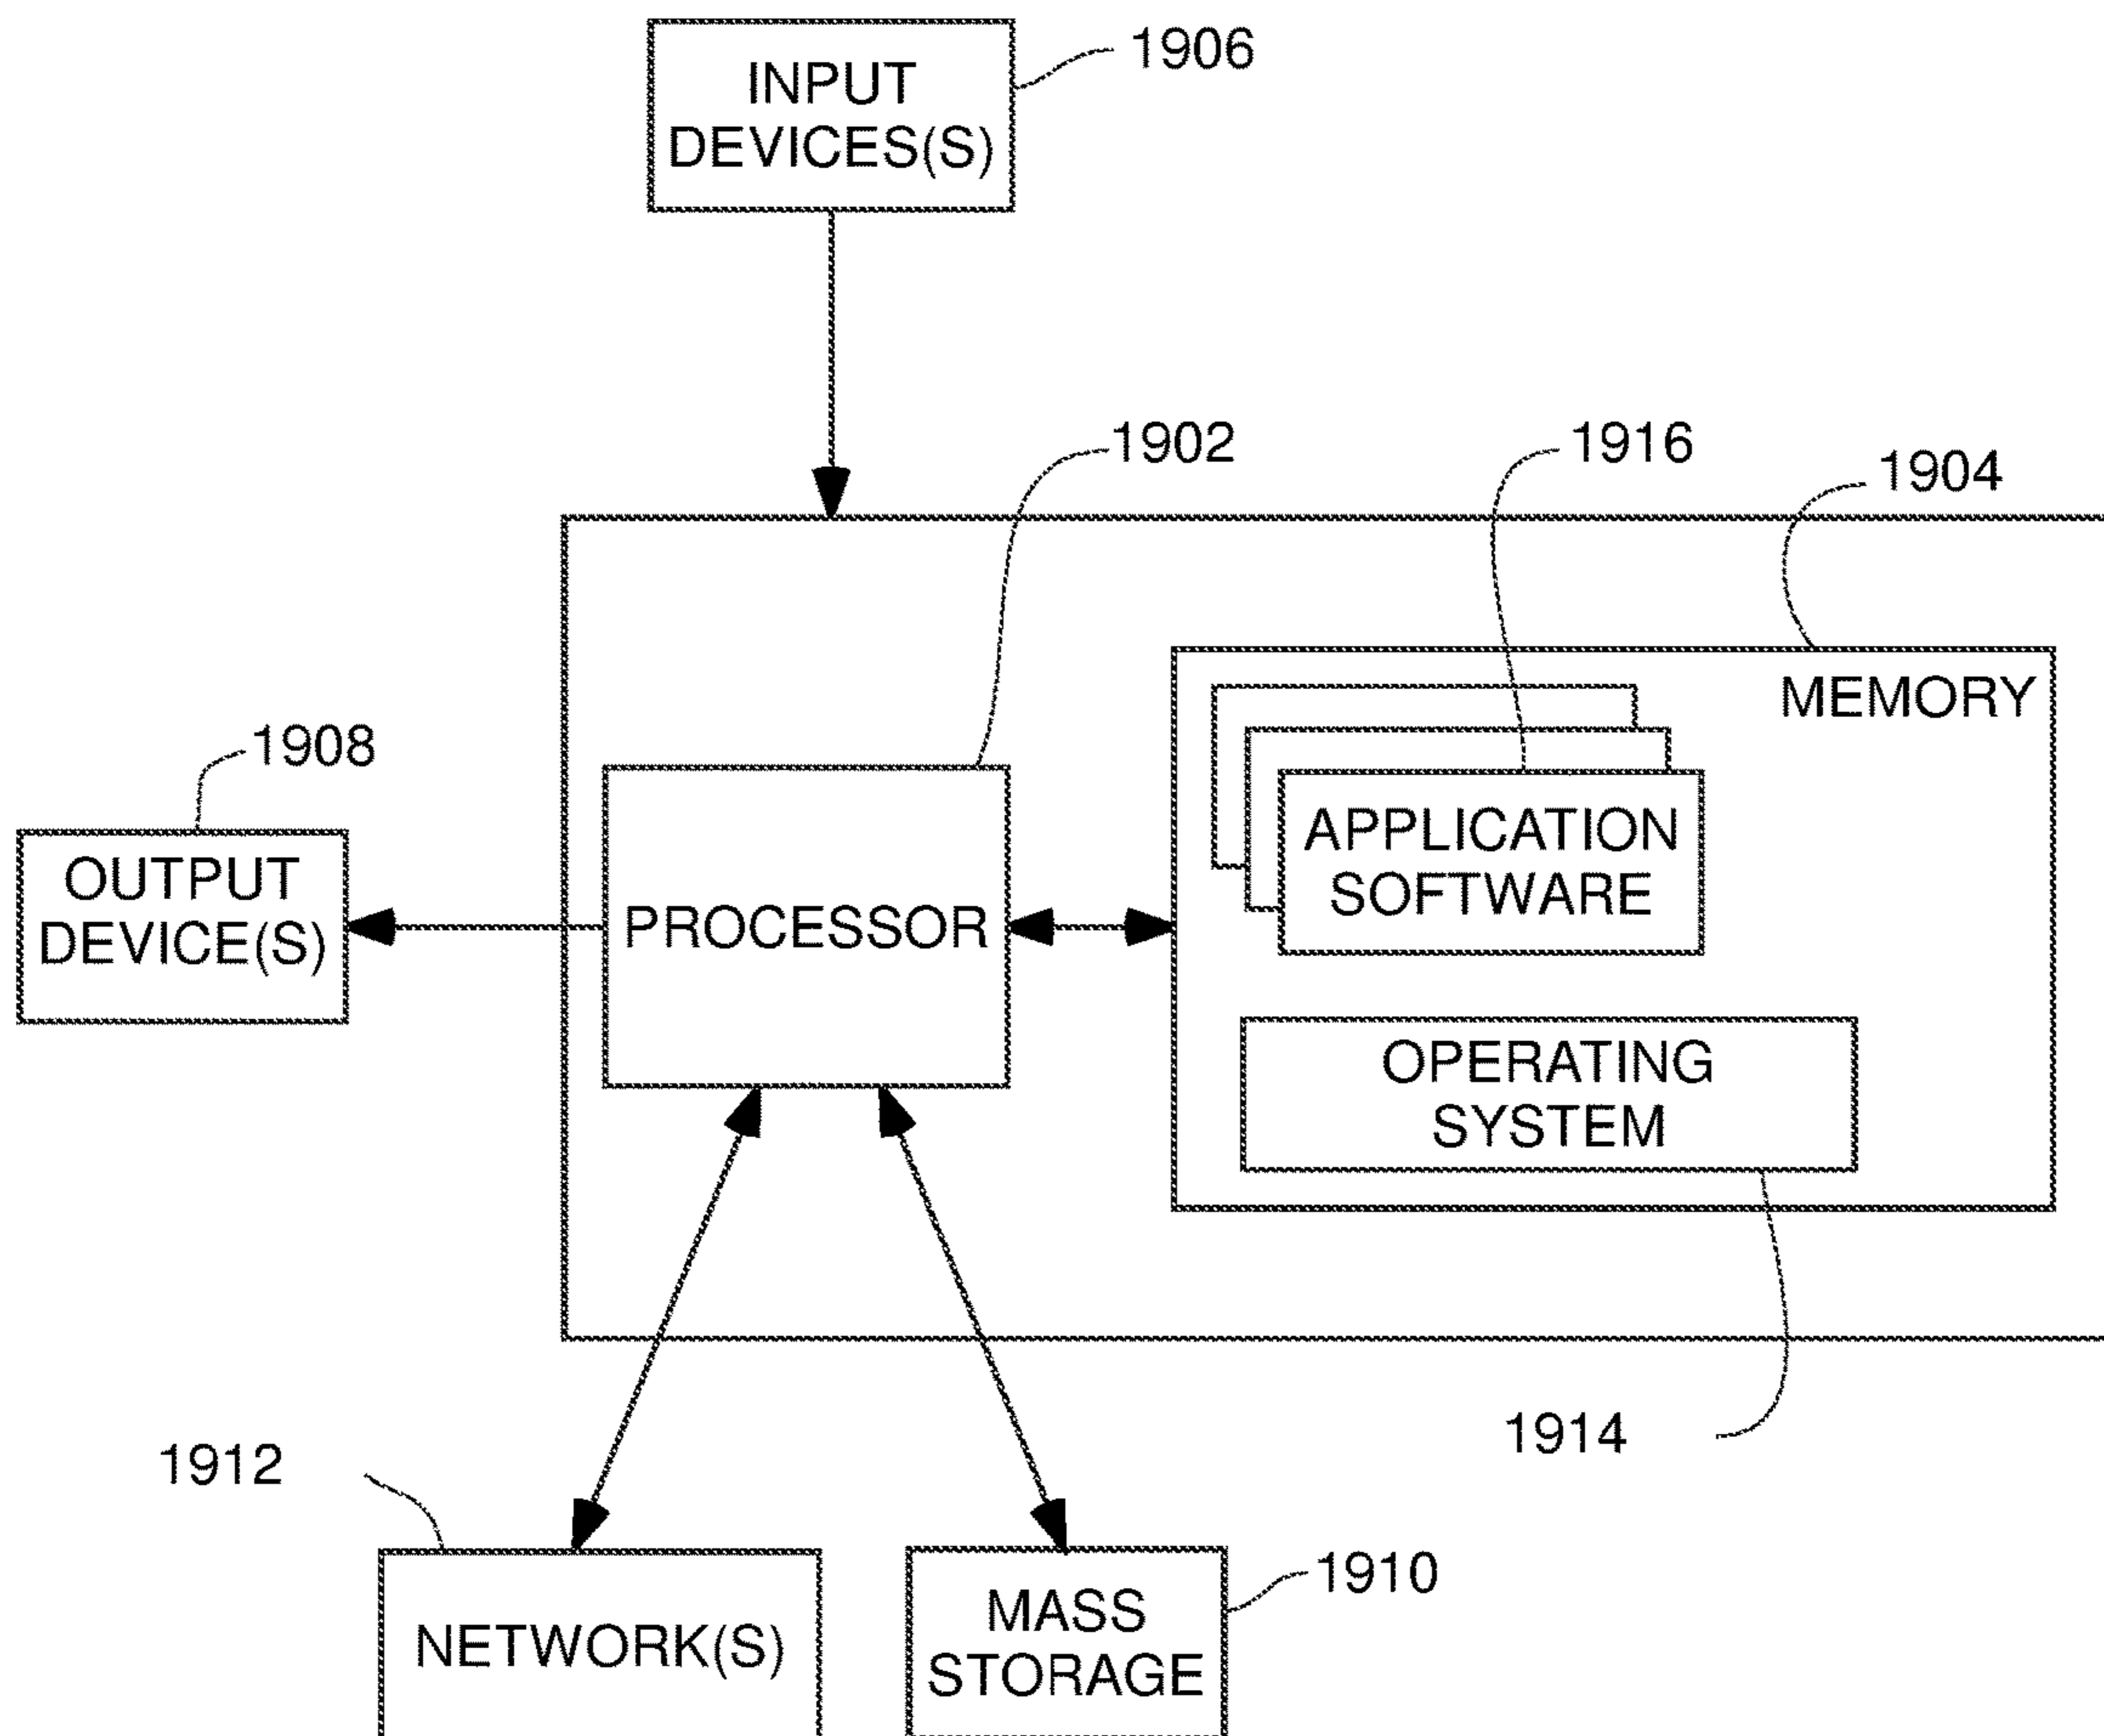 1906
INPUT
DEVICES(S)
1902
1916
1904
MEMORY
1908
APPLICATION
SOFTWARE
OUTPUT
DEVICE(S)
PROCESSOR
OPERATING
SYSTEM
1914
1912
1910
NETWORK(S)
MASS
STORAGE